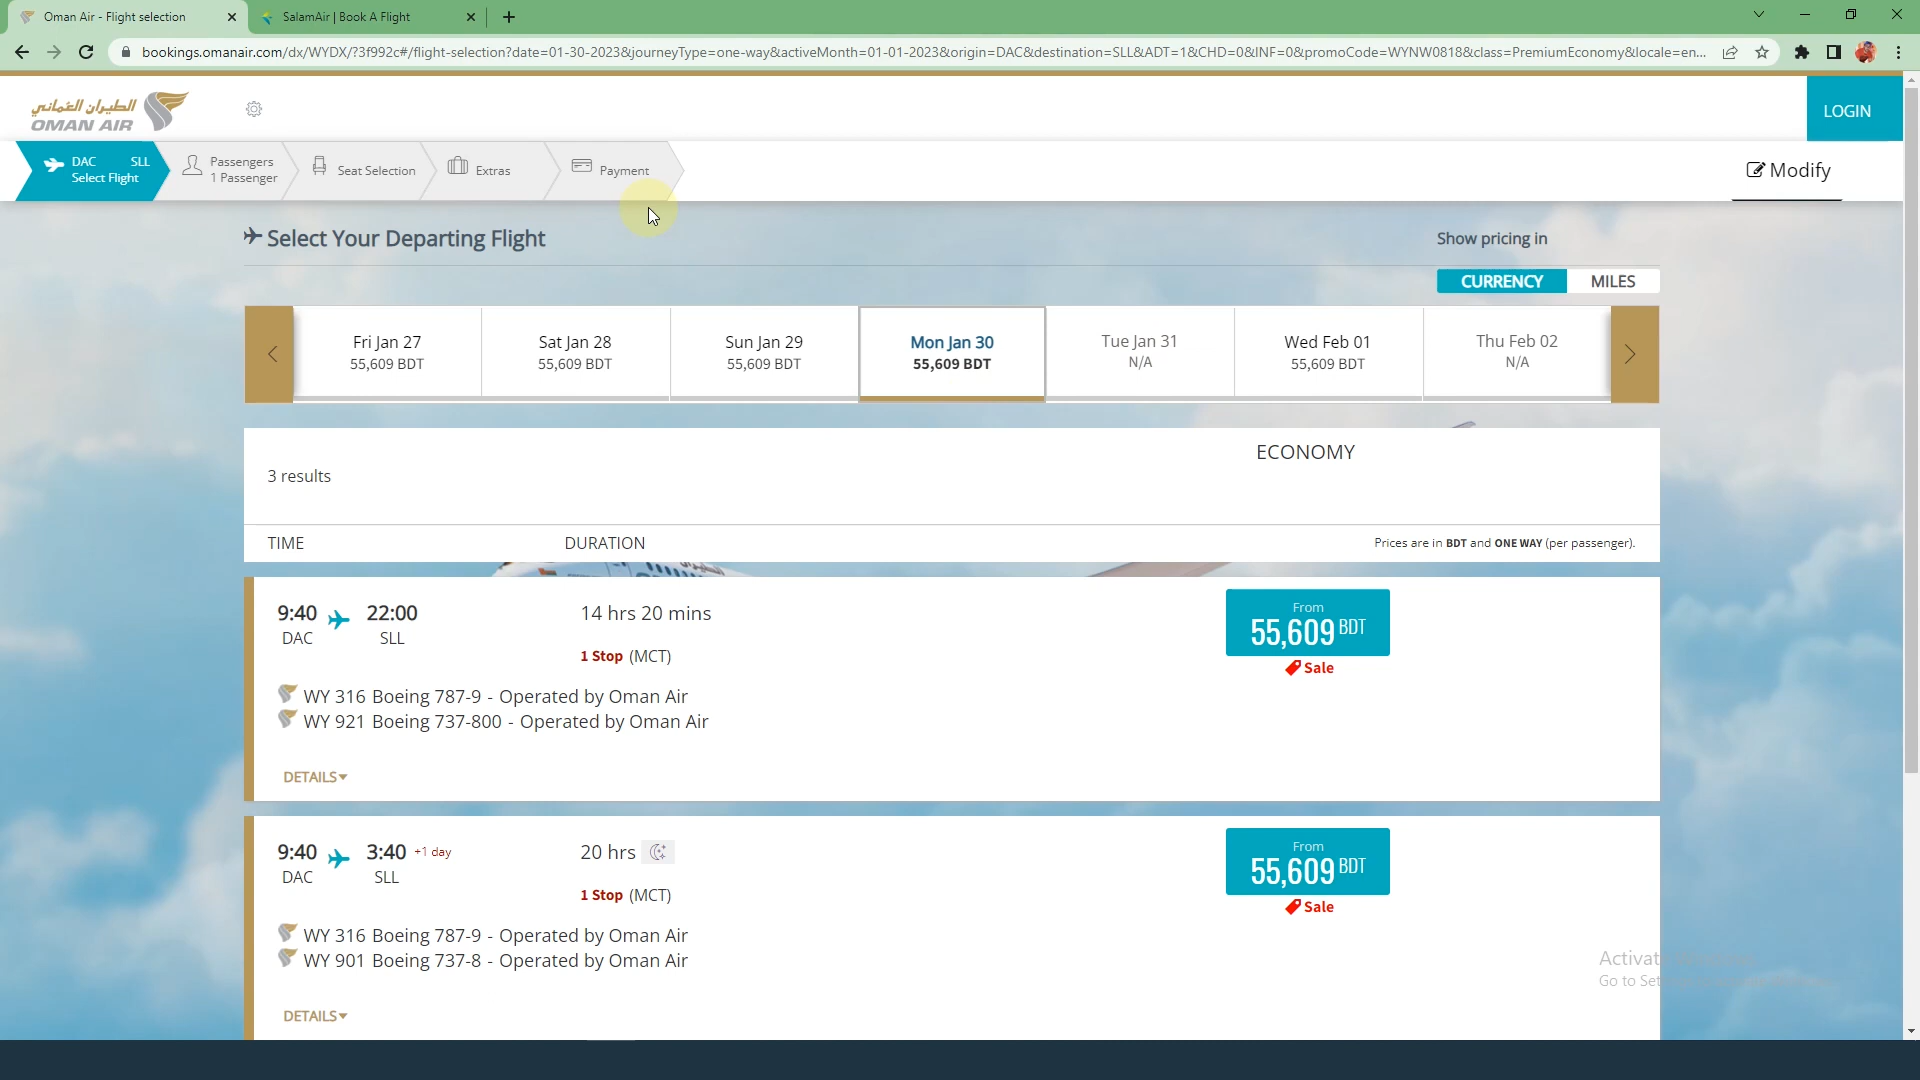 Oman Air - Flight selection
SalamAir | Book A Flight
bookings.omanair.com/dx/WYDX/?3f992c#/flight-selection?date=01-30-2023&journeyType=one-way&activeMonth=01-01-2023&origin=DAC&destination=SLL&ADT=1&CHD=0&INF=0&promoCode=WYNW0818&class=PremiumEconomy&locale=en...
الطيران العماني
OMAN AIR
LOGIN
DAC SLL
Select Flight
Passengers
1 Passenger
Seat Selection
Extras
Payment
Modify
Select Your Departing Flight
Show pricing in
CURRENCY MILES
Fri Jan 27
55,609 BDT
Sat Jan 28
55,609 BDT
Sun Jan 29
55,609 BDT
Mon Jan 30
55,609 BDT
Tue Jan 31
N/A
Wed Feb 01
55,609 BDT
Thu Feb 02
N/A
ECONOMY
3 results
TIME DURATION Prices are in BDT and ONE WAY (per passenger).
9:40 22:00 14 hrs 20 mins
DAC SLL
1 Stop (MCT)
From
55,609 BDT
Sale
WY 316 Boeing 787-9 - Operated by Oman Air
WY 921 Boeing 737-800 - Operated by Oman Air
DETAILS
9:40 3:40 +1 day 20 hrs
DAC SLL
1 Stop (MCT)
From
55,609 BDT
Sale
WY 316 Boeing 787-9 - Operated by Oman Air
WY 901 Boeing 737-8 - Operated by Oman Air
DETAILS
Go to